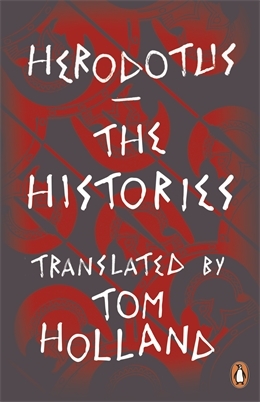 HERODOTUS
—
THE
HISTORIES
TRANSLATED BY
TOM
HOLLAND